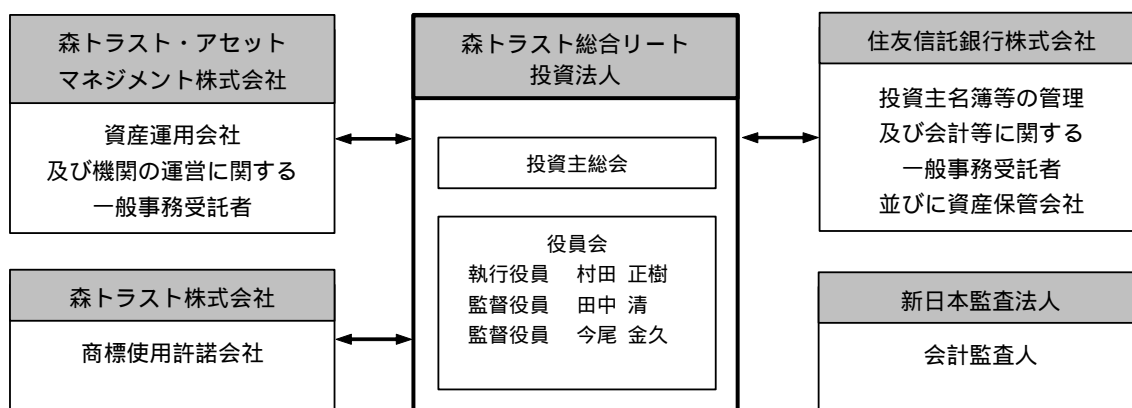 森トラスト・アセット
マネジメント株式会社
資産運用会社
及び機関の運営に関する
一般事務受託者
森トラスト株式会社
商標使用許諾会社
森トラスト総合リート
投資法人
投資主総会
役員会
執行役員 村田 正樹
監督役員 田中 清
監督役員 今尾 金久
住友信託銀行株式会社
投資主名簿等の管理
及び会計等に関する
一般事務受託者
並びに資産保管会社
新日本監査法人
会計監査人